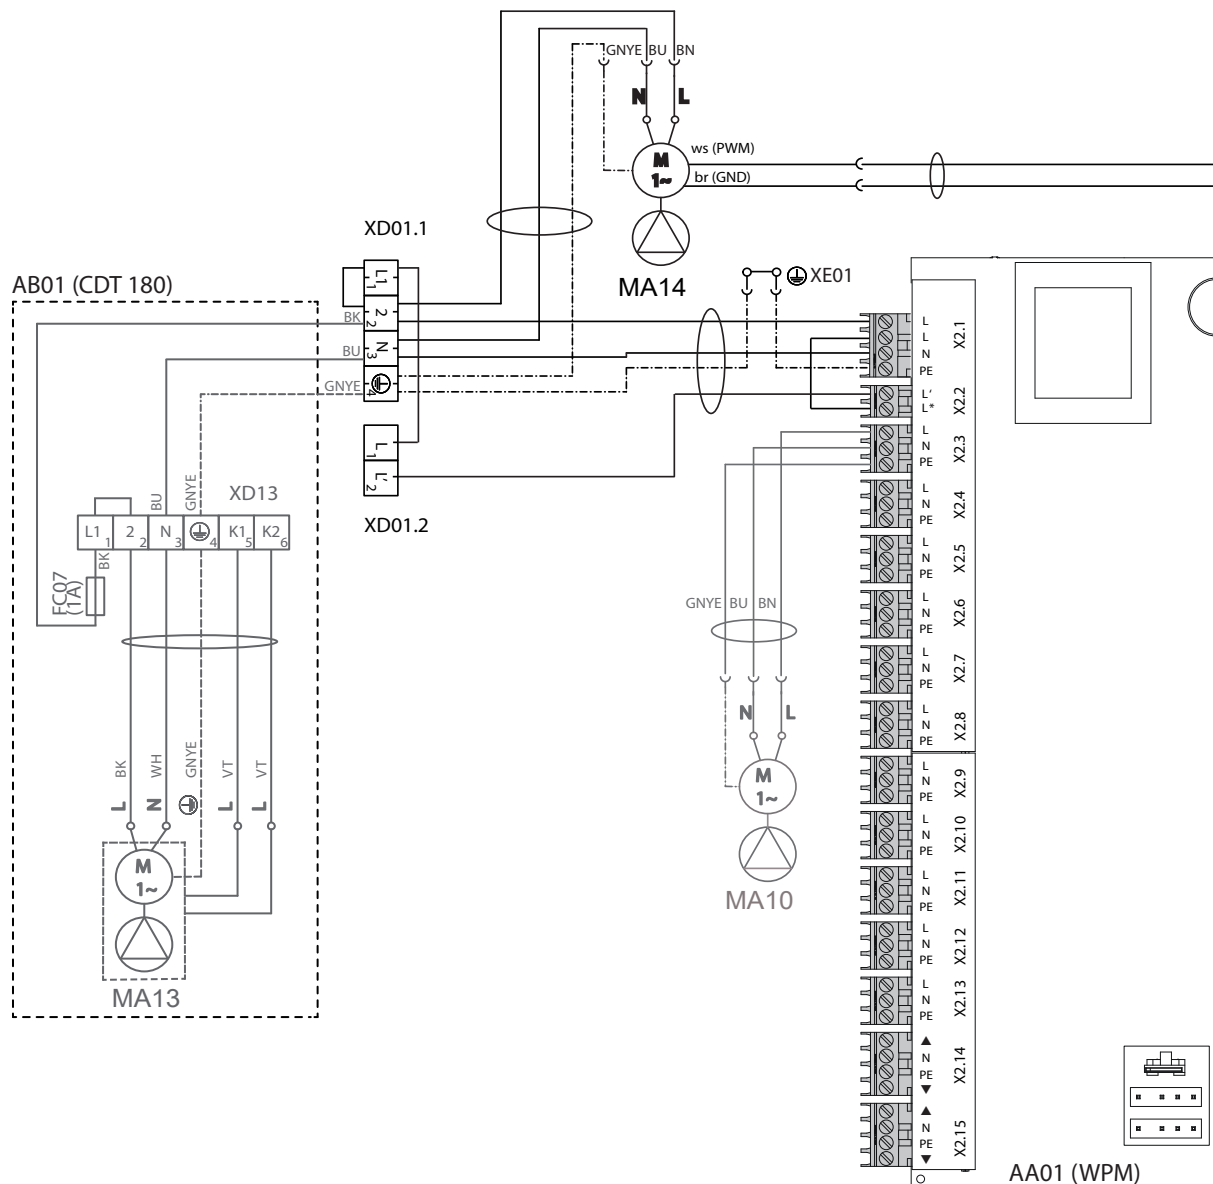 GNYE BU BN
N L
ws (PWM)
M
1~
br (GND)
MA14
XD01.1
AB01 (CDT 180)
XE01
L1 1
2 2
N 3
4
BK
BU
GNYE
L 1
L' 2
XD01.2
L
L
N
PE
X2.1
L'
L*
X2.2
L
N
PE
X2.3
L
N
PE
X2.4
L
N
PE
X2.5
L
N
PE
X2.6
L
N
PE
X2.7
L
N
PE
X2.8
L
N
PE
X2.9
L
N
PE
X2.10
L
N
PE
X2.11
L
N
PE
X2.12
L
N
PE
X2.13
▲
N
PE
▼
X2.14
▲
N
PE
▼
X2.15
AA01 (WPM)
BU
GNYE
XD13
L1 1
2 2
N 3
4
K1 5
K2 6
BK
FC07
(1A)
BK
WH
GNYE
VT
VT
L
N
L
L
M
1~
MA13
GNYE BU BN
N L
M
1~
MA10